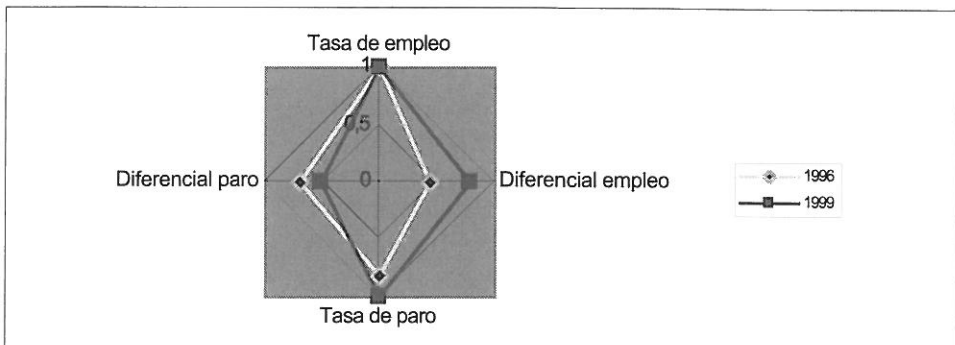 Tasa de empleo
1
0,5
Diferencial paro
0
Diferencial empleo
Tasa de paro
1996
1999